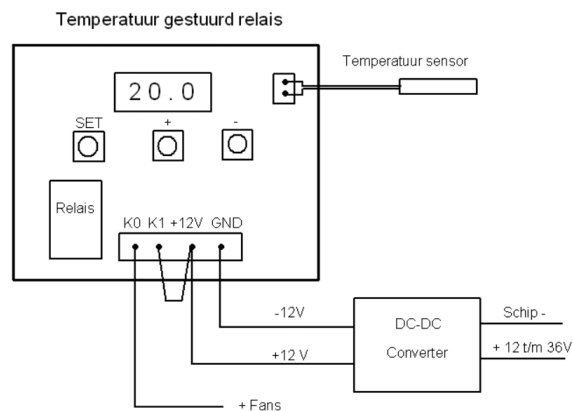 Temperatuur gestuurd relais
Temperatuur sensor
20.0
SET + -
Relais
K0 K1 +12V GND
-12V
DC-DC
Converter
Schip -
+12 V
+ 12 t/m 36V
+ Fans